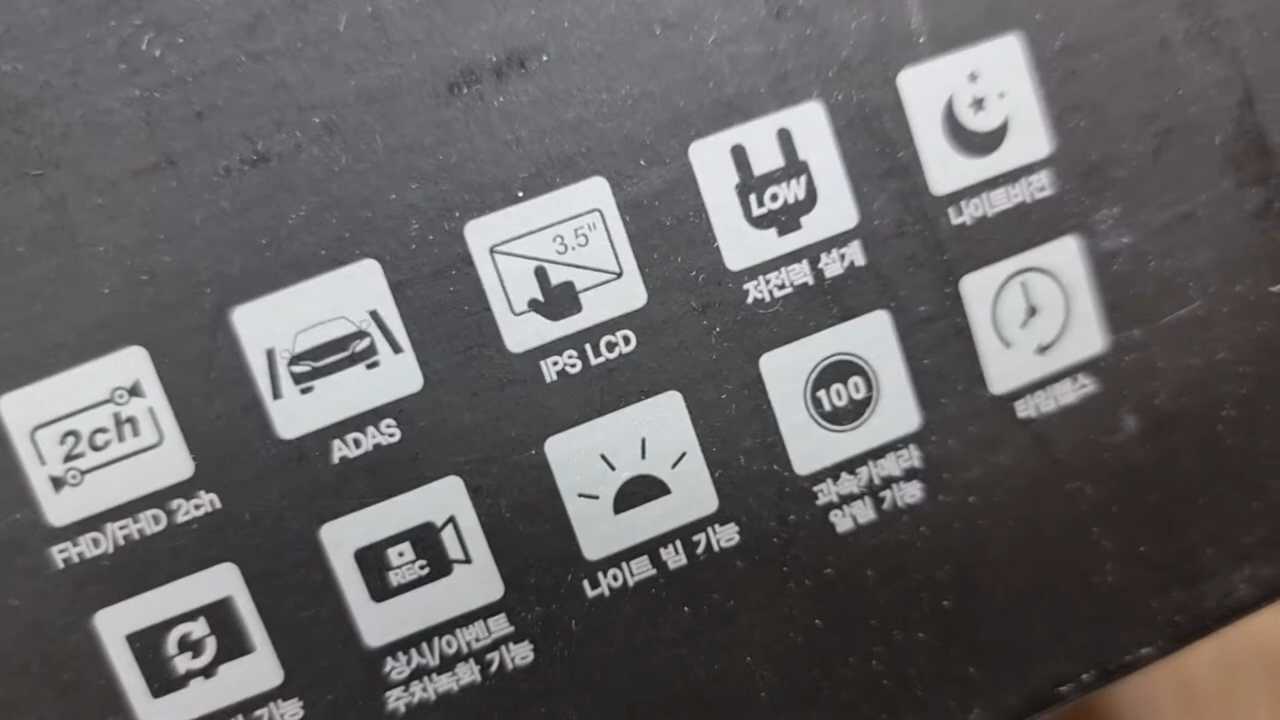 2ch
FHD/FHD 2ch
ADAS
3.5"
IPS LCD
LOW
저전력 설계
나이트비전
기능
REC
상시/이벤트
주차녹화 기능
나이트 빔 기능
100
과속카메라
알림 기능
타임랩스